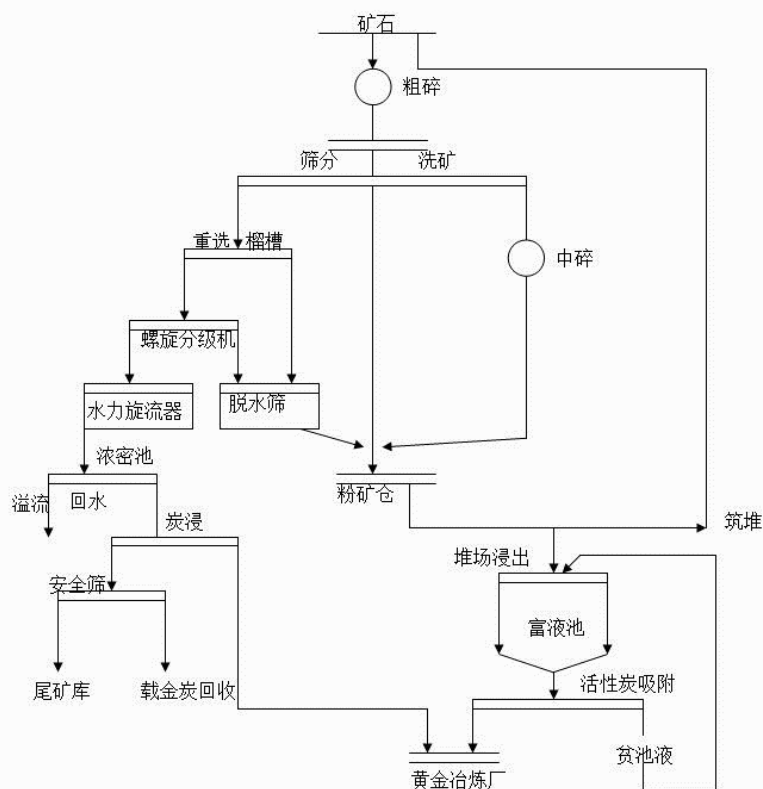 矿石
粗碎
筛分 洗矿
重选 榴槽
中碎
螺旋分级机
水力旋流器 脱水筛
浓密池
溢流 回水
粉矿仓
炭浸
筑堆
堆场浸出
安全筛
富液池
尾矿库 载金炭回收
活性炭吸附
贫池液
黄金冶炼厂